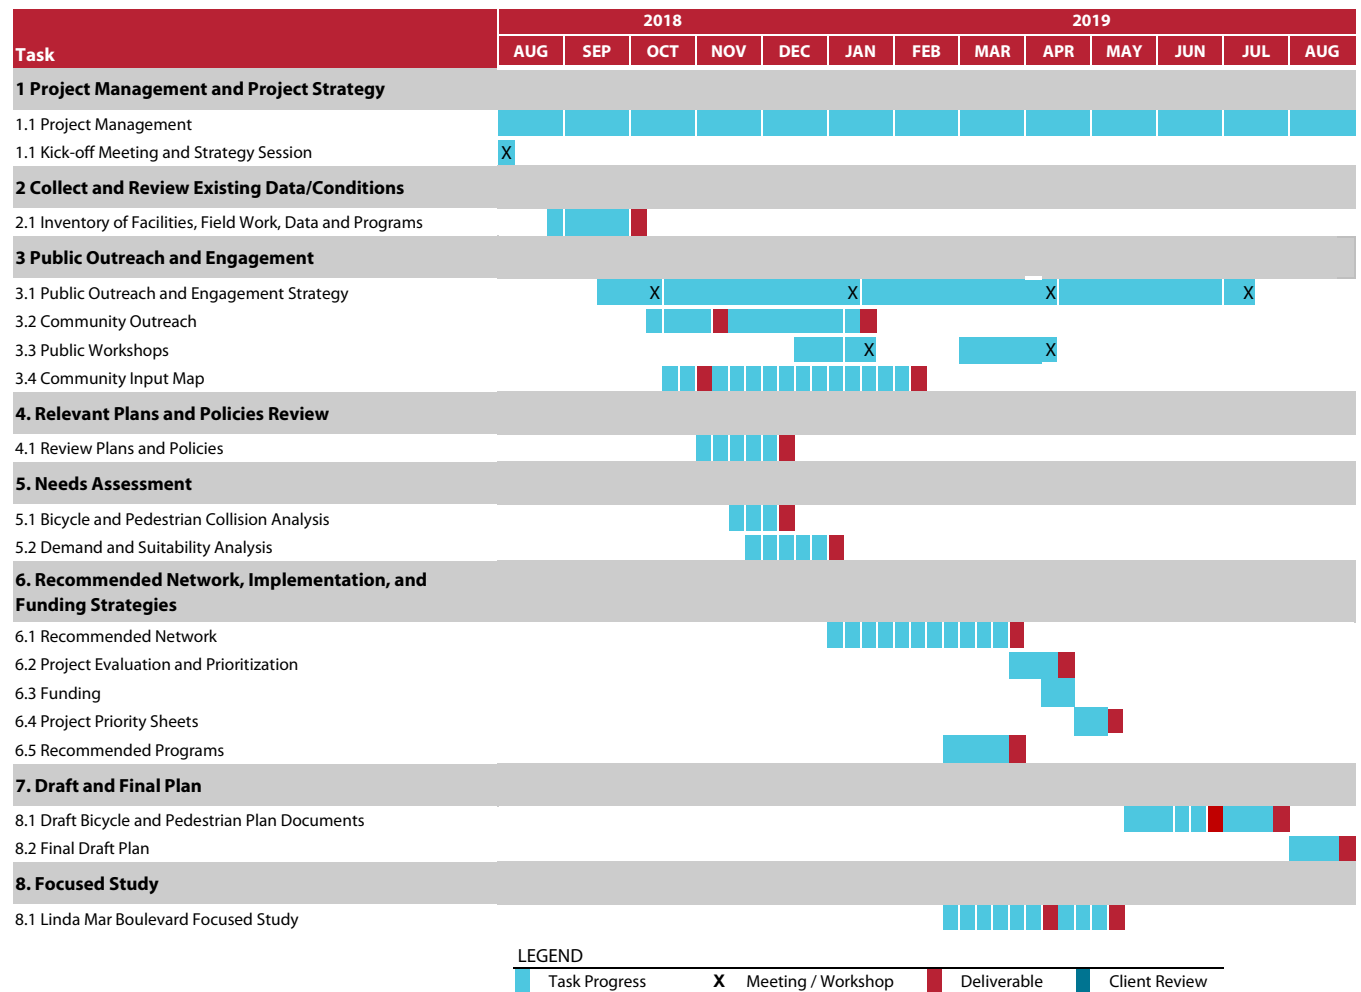 2018 2019
Task AUG SEP OCT NOV DEC JAN FEB MAR APR MAY JUN JUL AUG
1 Project Management and Project Strategy
1.1 Project Management
1.1 Kick-off Meeting and Strategy Session X
2 Collect and Review Existing Data/Conditions
2.1 Inventory of Facilities, Field Work, Data and Programs
3 Public Outreach and Engagement
3.1 Public Outreach and Engagement Strategy X X X X
3.2 Community Outreach
3.3 Public Workshops X X
3.4 Community Input Map
4. Relevant Plans and Policies Review
4.1 Review Plans and Policies
5. Needs Assessment
5.1 Bicycle and Pedestrian Collision Analysis
5.2 Demand and Suitability Analysis
6. Recommended Network, Implementation, and
Funding Strategies
6.1 Recommended Network
6.2 Project Evaluation and Prioritization
6.3 Funding
6.4 Project Priority Sheets
6.5 Recommended Programs
7. Draft and Final Plan
8.1 Draft Bicycle and Pedestrian Plan Documents
8.2 Final Draft Plan
8. Focused Study
8.1 Linda Mar Boulevard Focused Study
LEGEND
Task Progress X Meeting / Workshop Deliverable Client Review